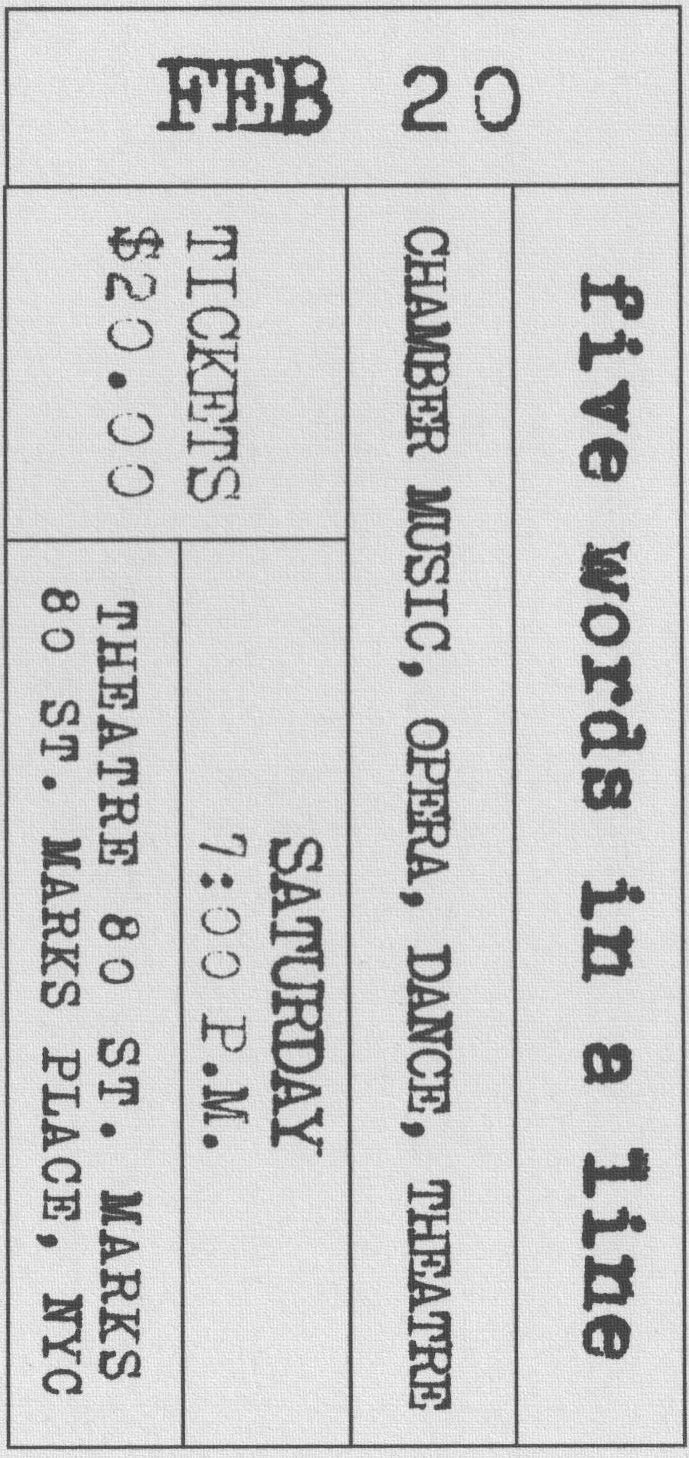 FEB 20
five words in a line
CHAMBER MUSIC, OPERA, DANCE, THEATRE
TICKETS
$20.00
SATURDAY
7:00 P.M.
THEATRE 80 ST. MARKS
80 ST. MARKS PLACE, NYC